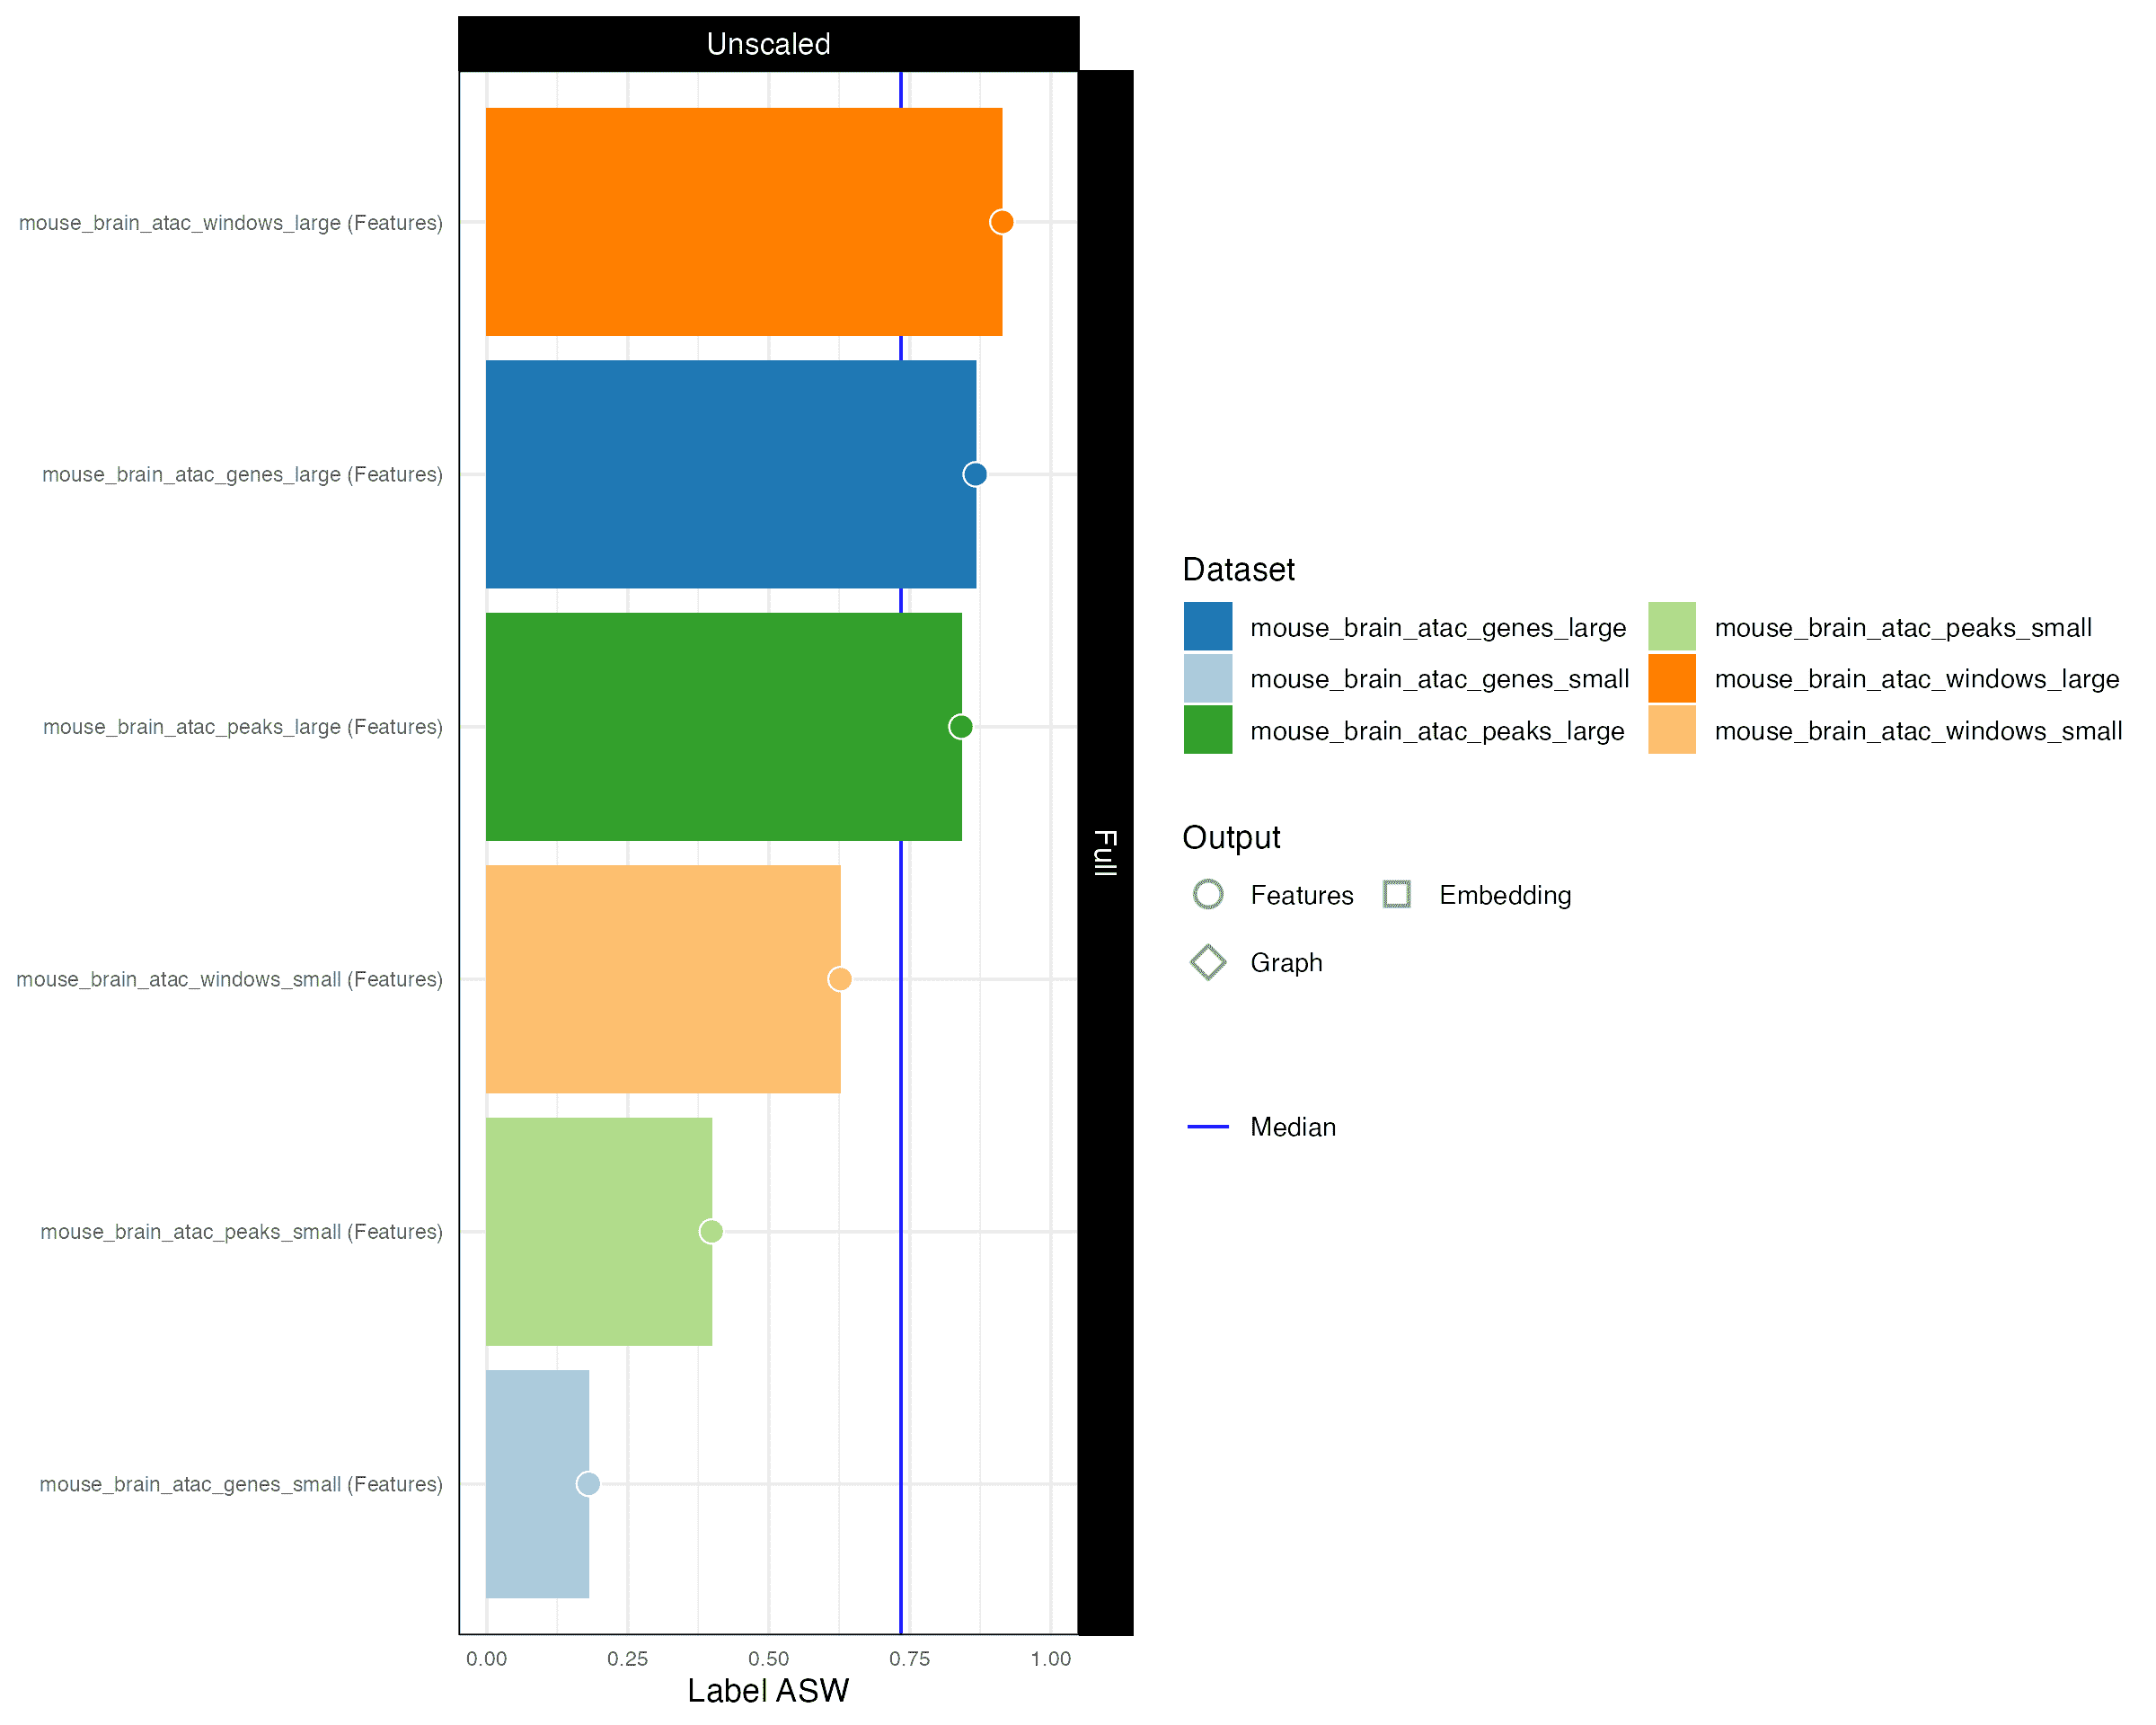 Unscaled
mouse_brain_atac_windows_large (Features)
mouse_brain_atac_genes_large (Features)
mouse_brain_atac_peaks_large (Features)
mouse_brain_atac_windows_small (Features)
mouse_brain_atac_peaks_small (Features)
mouse_brain_atac_genes_small (Features)
0.00 0.25 0.50 0.75 1.00
Label ASW
Full
Dataset
mouse_brain_atac_genes_large mouse_brain_atac_peaks_small
mouse_brain_atac_genes_small mouse_brain_atac_windows_large
mouse_brain_atac_peaks_large mouse_brain_atac_windows_small
Output
Features Embedding
Graph
Median